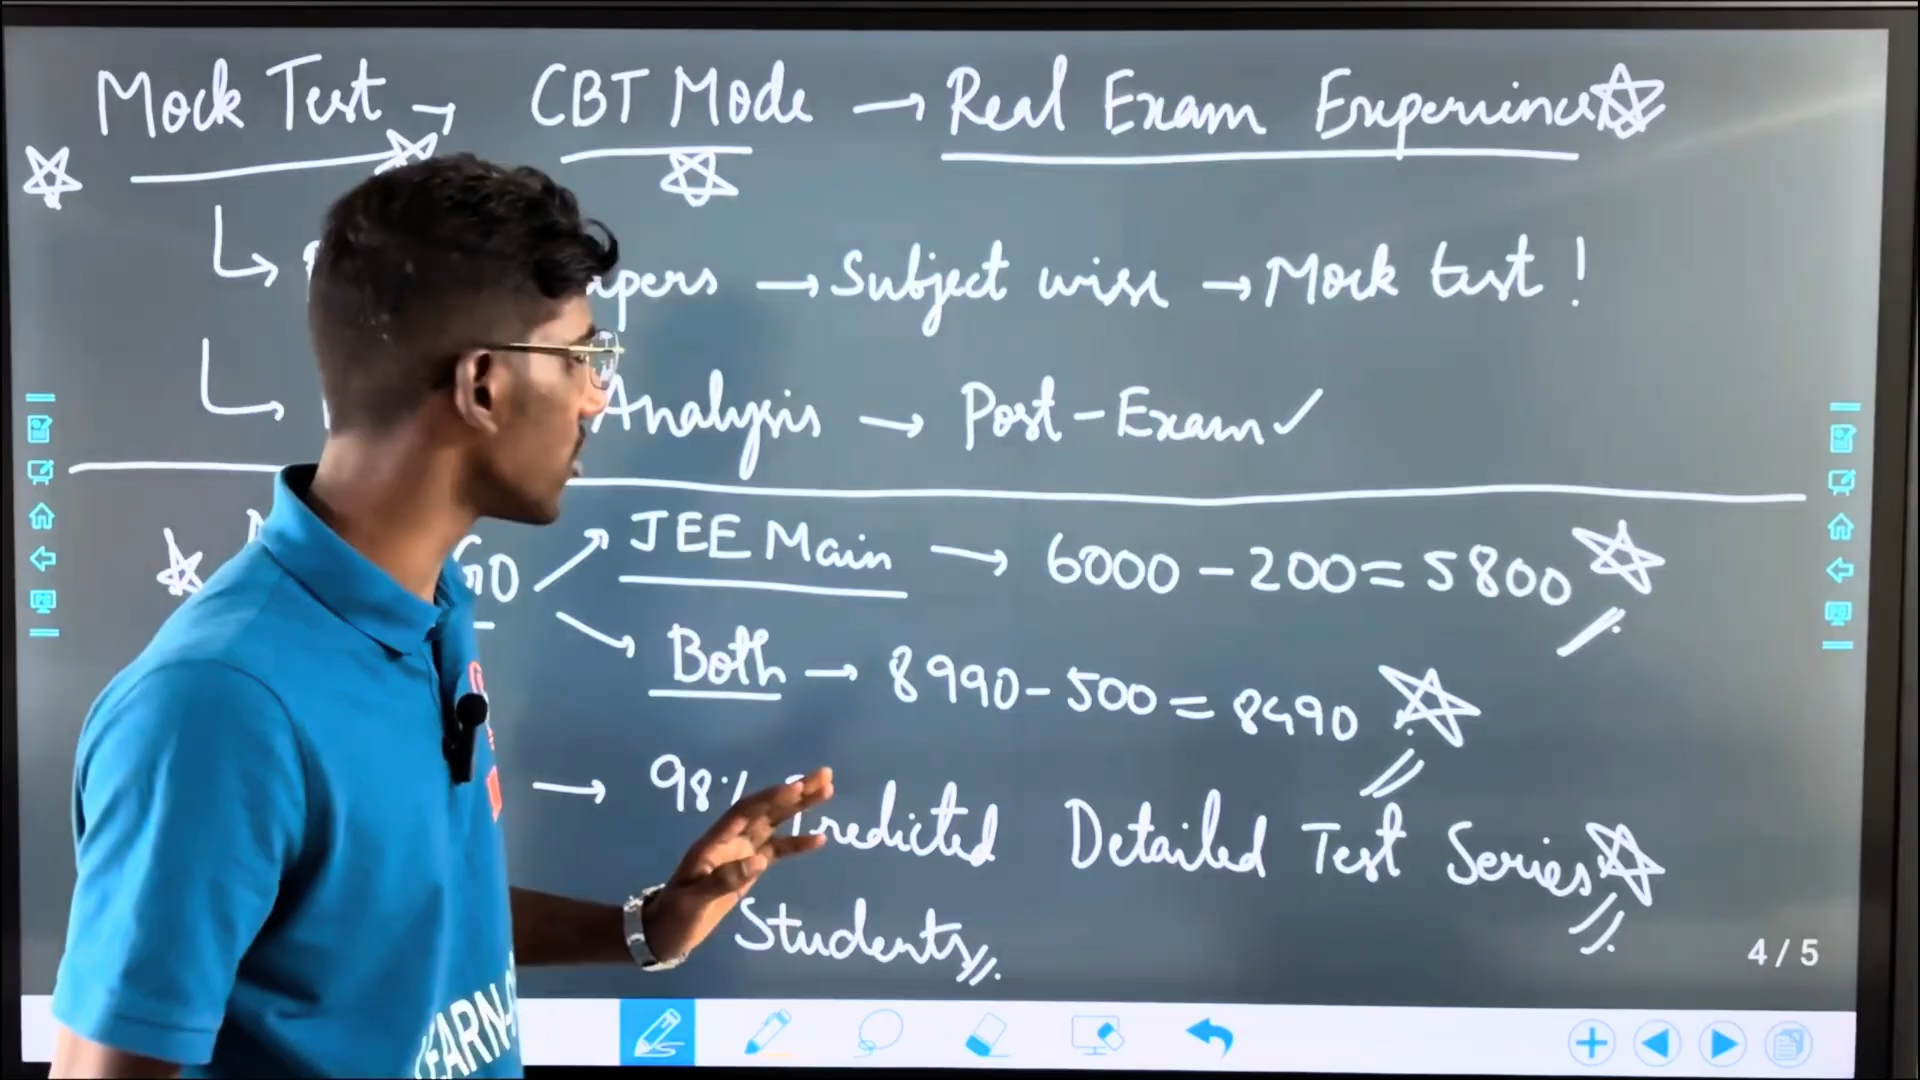 Mock Test → CBT Mode → Real Exam Experience
→ Subject wise → Mock test !
Analysis → Post-Exam ✓
GO → JEE Main → 6000 - 200 = 5800
→ Both → 8990 - 500 = 8490
→ 98% Predicted Detailed Test Series
Students
4 / 5